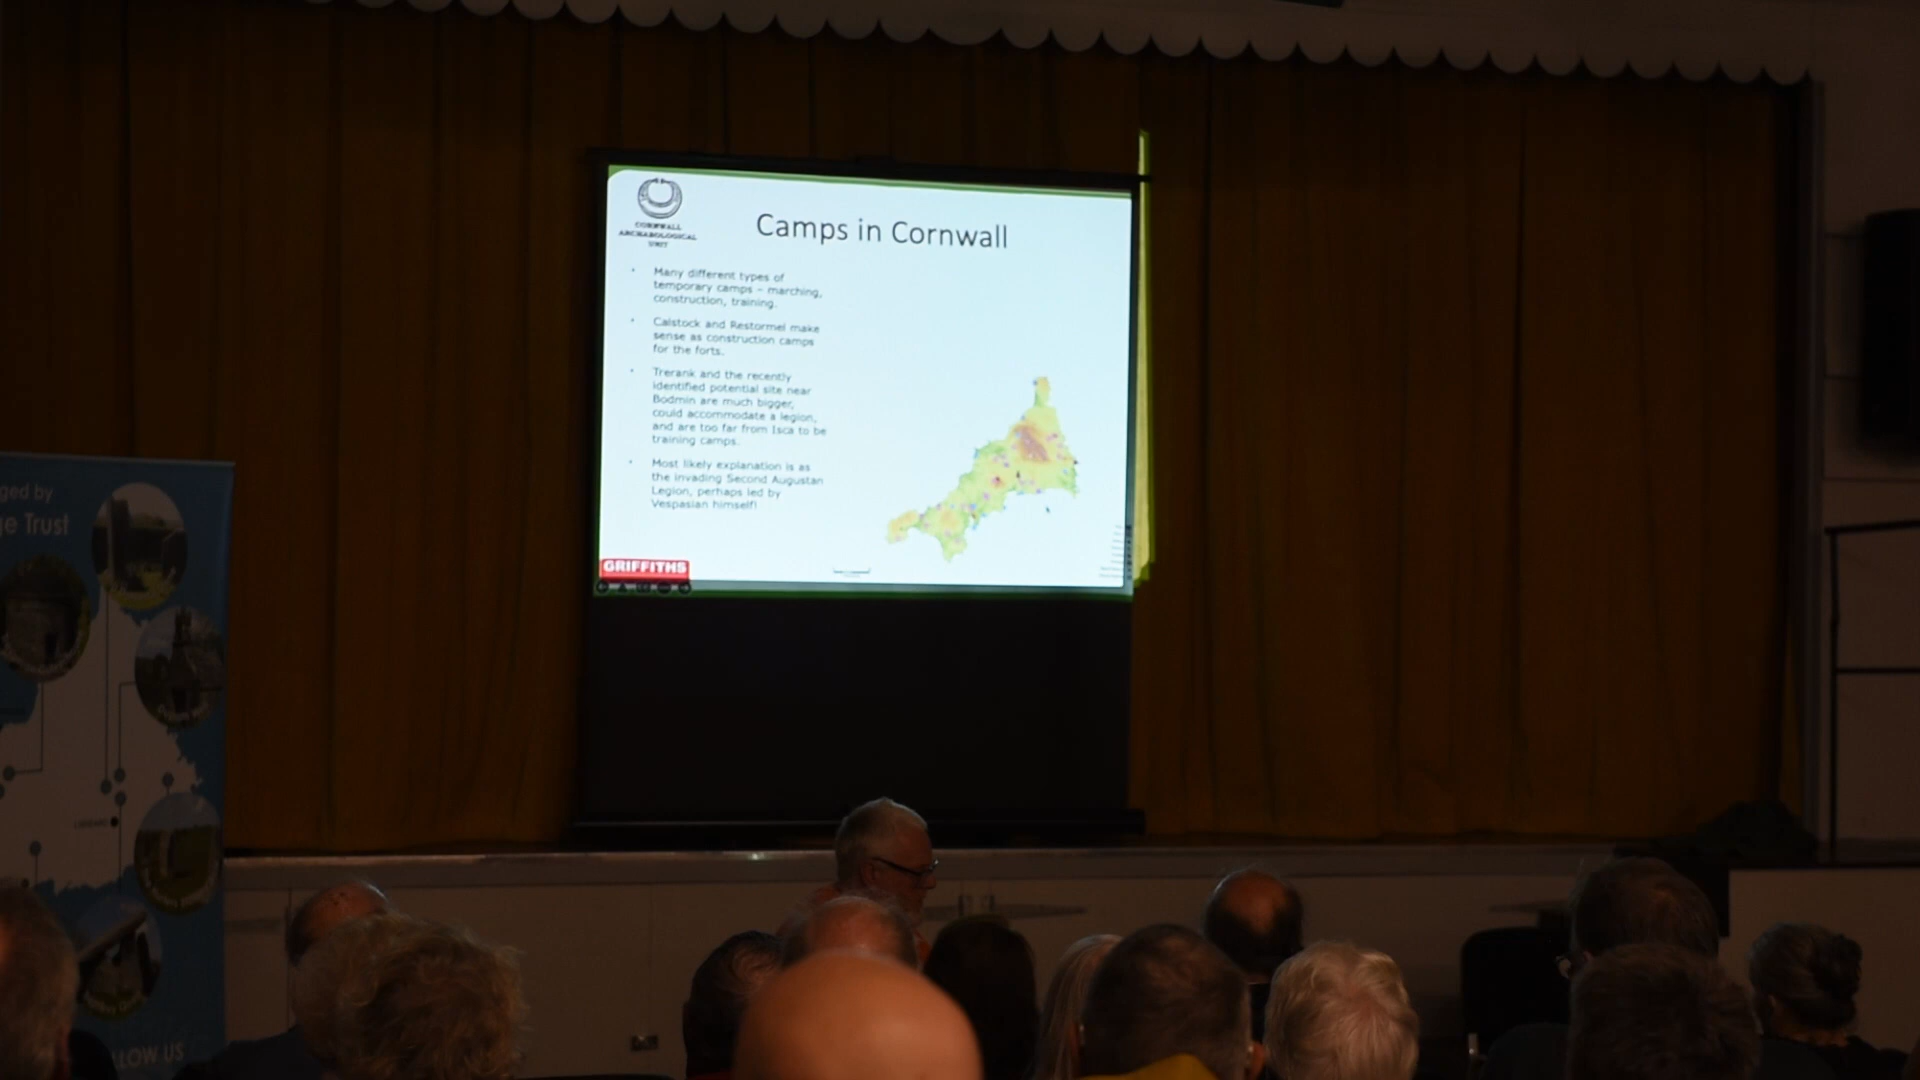 CORNWALL
ARCHAEOLOGICAL
UNIT
Camps in Cornwall
Many different types of
temporary camps – marching,
construction, training.
Calstock and Restormel make
sense as construction camps
for the forts.
Trerank and the recently
identified potential site near
Bodmin are much bigger,
could accommodate a legion,
and are too far from Isca to be
training camps.
Most likely explanation is as
the invading Second Augustan
Legion, perhaps led by
Vespasian himself!
GRIFFITHS
ged by
ge Trust
LLOW US